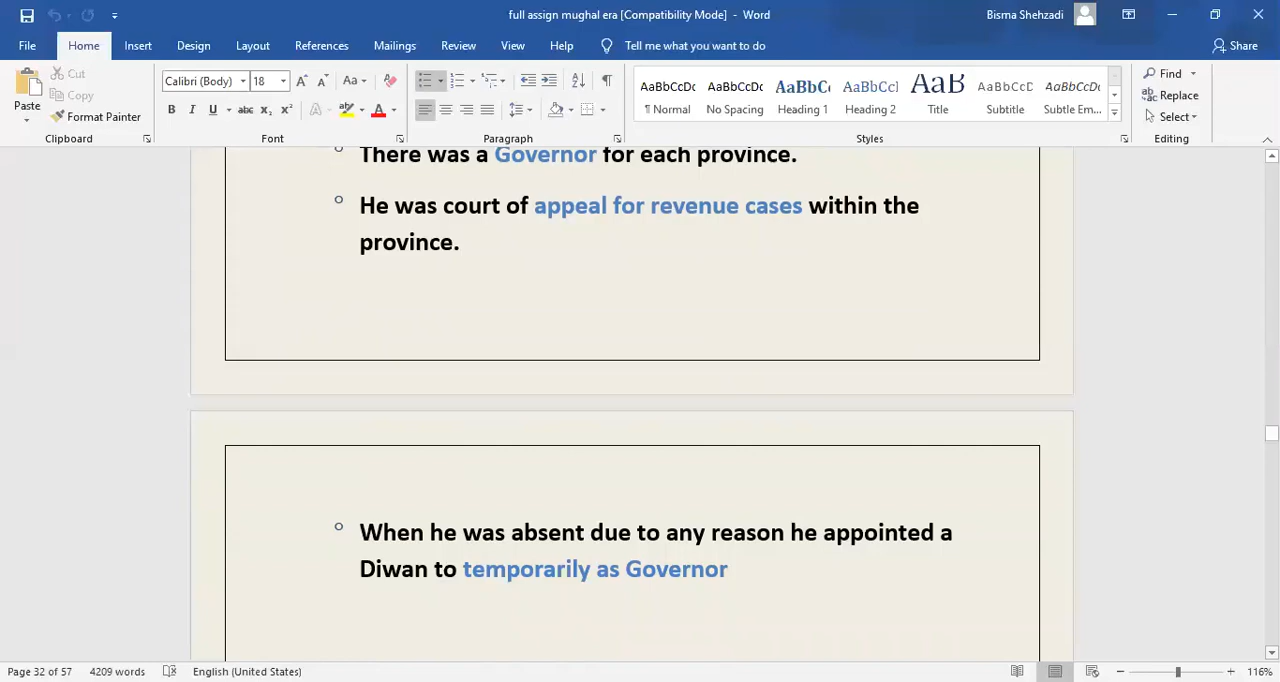 full assign mughal era [Compatibility Mode] - Word
Bisma Shehzadi
File Home Insert Design Layout References Mailings Review View Help Tell me what you want to do Share
Paste
Cut
Copy
Format Painter
Clipboard
Calibri (Body) 18
Font
Paragraph
AaBbCcDc AaBbCcDc AaBbC AaBbCcl AaB AaBbCcDc AaBbCcDc
¶ Normal No Spacing Heading 1 Heading 2 Title Subtitle Subtle Em...
Styles
Find
Replace
Select
Editing
There was a Governor for each province.
He was court of appeal for revenue cases within the
province.
When he was absent due to any reason he appointed a
Diwan to temporarily as Governor
Page 32 of 57 4209 words English (United States) 116%